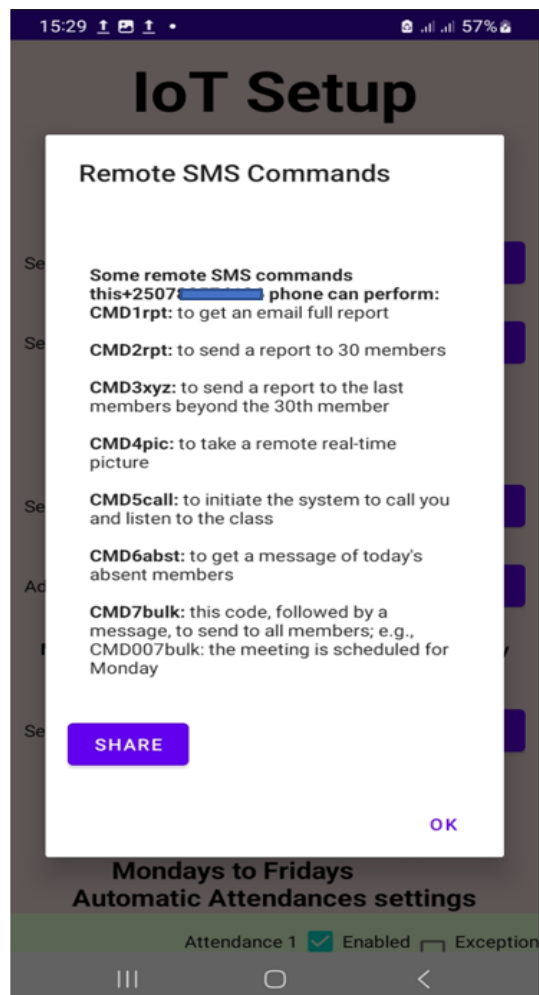 15:29
57%
IoT Setup
Remote SMS Commands
Se
Some remote SMS commands
this+2507 phone can perform:
CMD1rpt: to get an email full report
Se
CMD2rpt: to send a report to 30 members
CMD3xyz: to send a report to the last
members beyond the 30th member
CMD4pic: to take a remote real-time
picture
Se
CMD5call: to initiate the system to call you
and listen to the class
CMD6abst: to get a message of today's
absent members
Ad
CMD7bulk: this code, followed by a
message, to send to all members; e.g.,
CMD007bulk: the meeting is scheduled for
Monday
Se
SHARE
OK
Mondays to Fridays
Automatic Attendances settings
Attendance 1 Enabled Exception